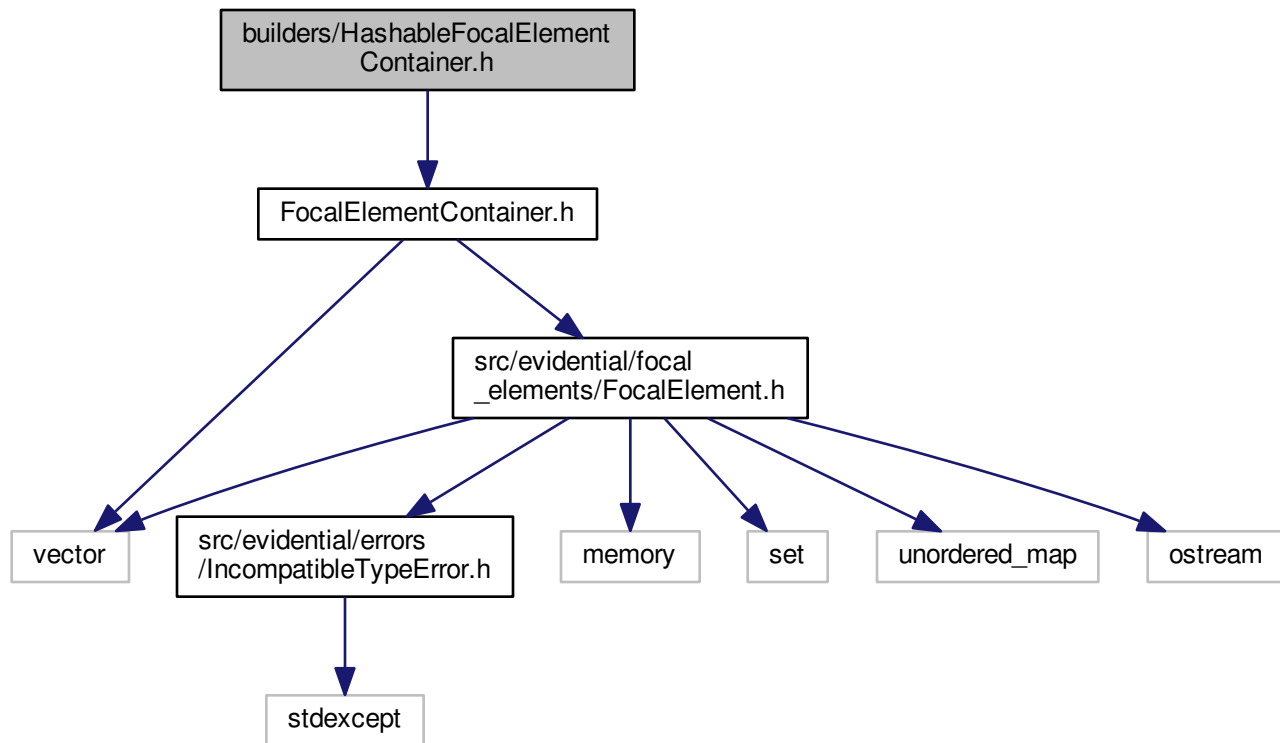 builders/HashableFocalElement
Container.h
FocalElementContainer.h
src/evidential/focal
_elements/FocalElement.h
vector
src/evidential/errors
/IncompatibleTypeError.h
memory
set
unordered_map
ostream
stdexcept